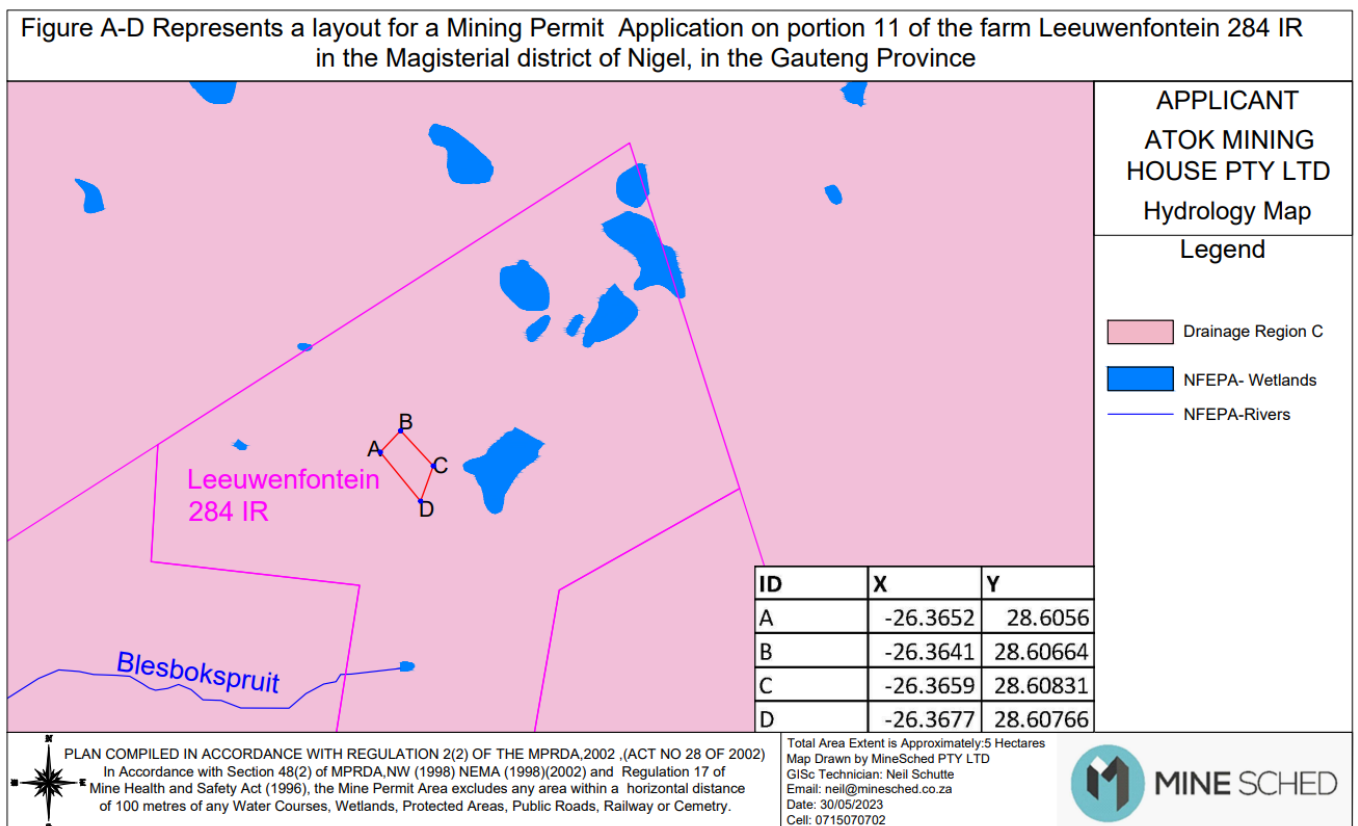 Figure A-D Represents a layout for a Mining Permit Application on portion 11 of the farm Leeuwenfontein 284 IR
in the Magisterial district of Nigel, in the Gauteng Province
APPLICANT
ATOK MINING
HOUSE PTY LTD
Hydrology Map
Legend
Drainage Region C
NFEPA- Wetlands
NFEPA-Rivers
A
B
C
D
Leeuwenfontein
284 IR
Blesbokspruit
ID X Y
A -26.3652 28.6056
B -26.3641 28.60664
C -26.3659 28.60831
D -26.3677 28.60766
PLAN COMPILED IN ACCORDANCE WITH REGULATION 2(2) OF THE MPRDA,2002 ,(ACT NO 28 OF 2002)
In Accordance with Section 48(2) of MPRDA,NW (1998) NEMA (1998)(2002) and Regulation 17 of
Mine Health and Safety Act (1996), the Mine Permit Area excludes any area within a horizontal distance
of 100 metres of any Water Courses, Wetlands, Protected Areas, Public Roads, Railway or Cemetry.
Total Area Extent is Approximately:5 Hectares
Map Drawn by MineSched PTY LTD
GISc Technician: Neil Schutte
Email: neil@minesched.co.za
Date: 30/05/2023
Cell: 0715070702
MINE SCHED